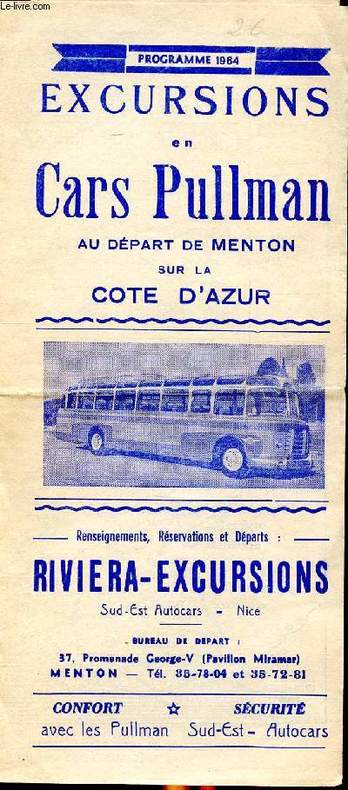 Le-livre.com
2 €
PROGRAMME 1964
EXCURSIONS
en
Cars Pullman
AU DÉPART DE MENTON
SUR LA
COTE D'AZUR
Renseignements, Réservations et Départs :
RIVIERA-EXCURSIONS
Sud-Est Autocars - Nice
BUREAU DE DEPART :
37, Promenade George-V (Pavillon Miramar)
MENTON — Tél. 35-78-04 et 35-72-81
CONFORT ☆ SÉCURITÉ
avec les Pullman Sud-Est - Autocars